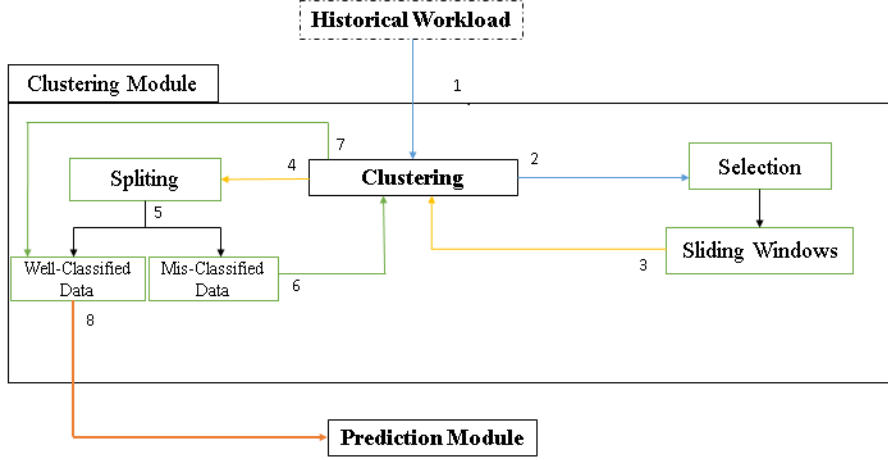 Historical Workload
Clustering Module
1
7
4
2
Spliting
Clustering
Selection
5
Sliding Windows
3
Well-Classified
Data
Mis-Classified
Data
6
8
Prediction Module